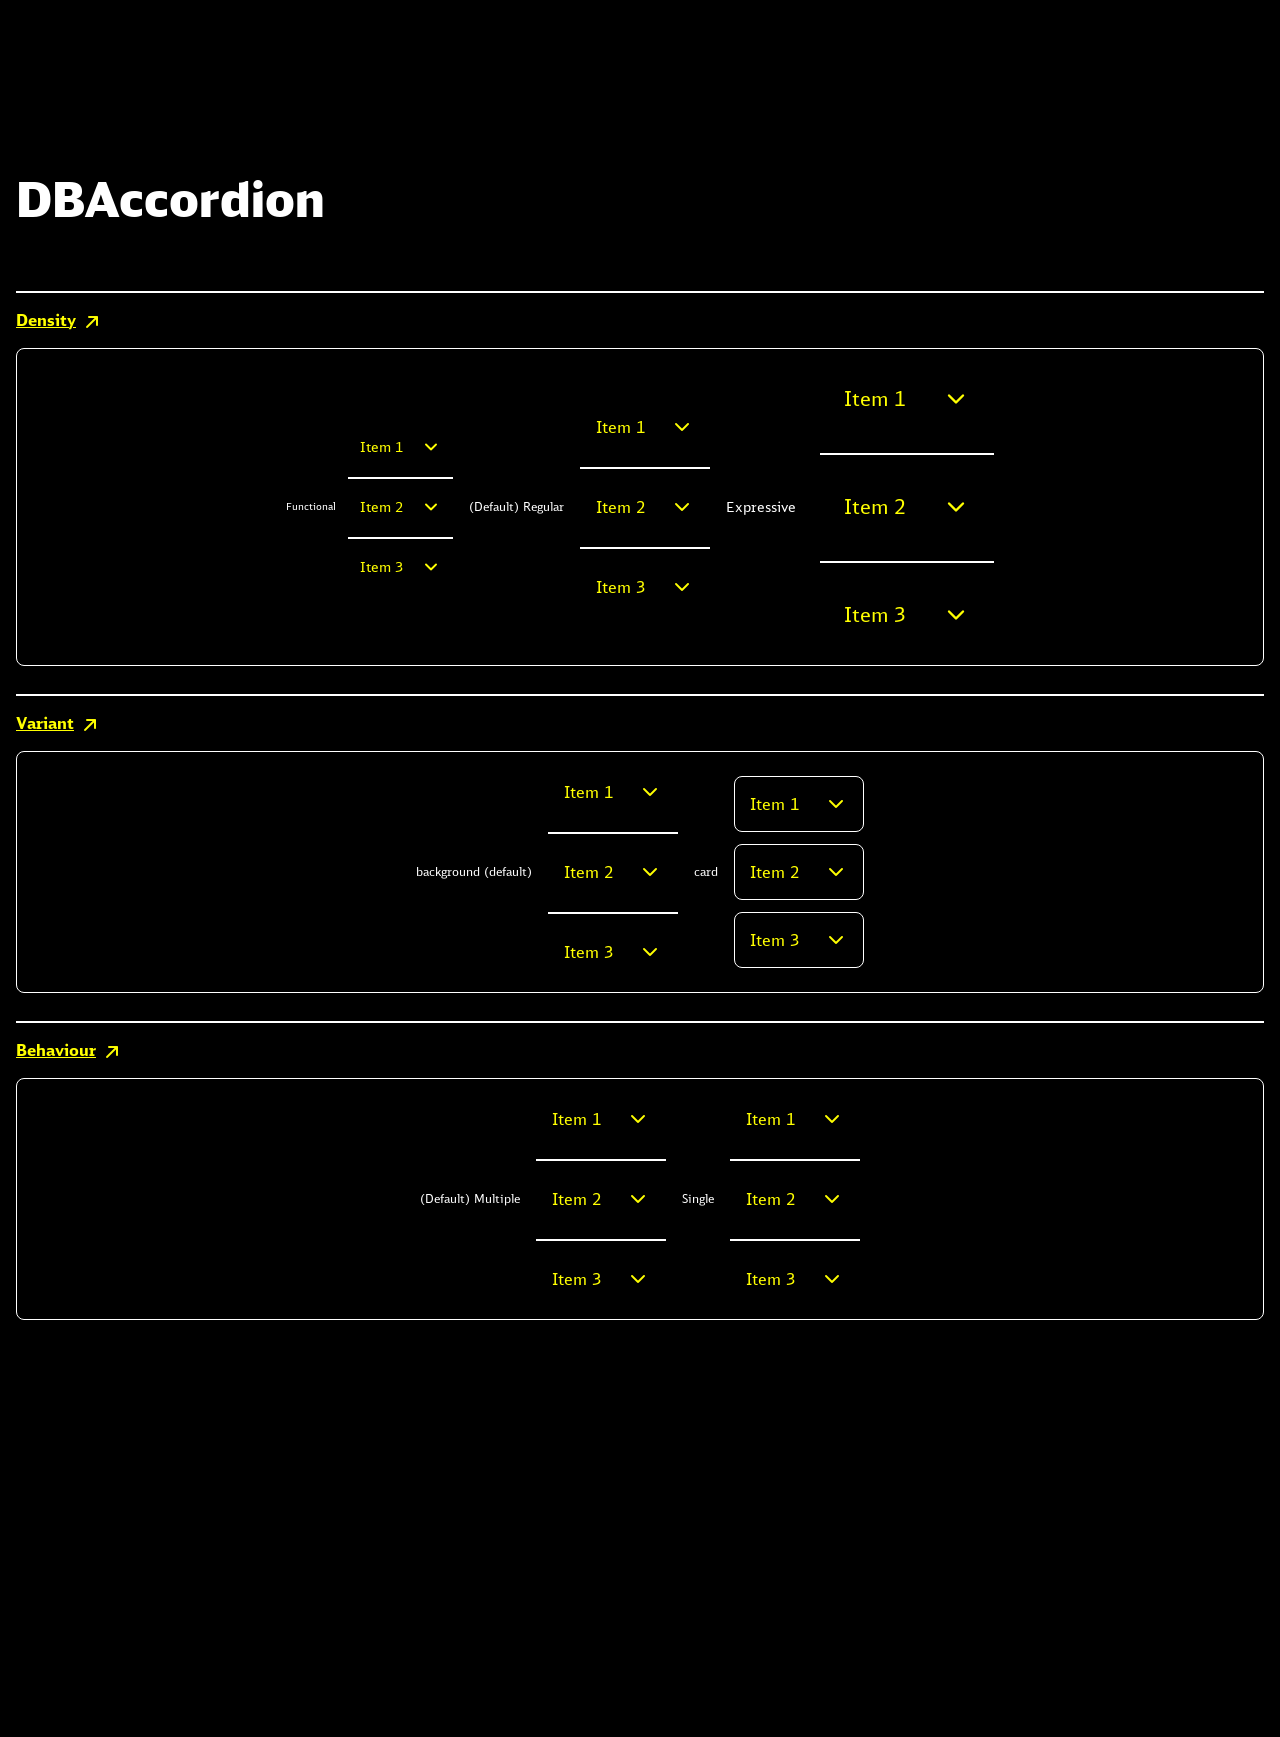 DBAccordion
Density
Functional
Item 1
Item 2
Item 3
(Default) Regular
Item 1
Item 2
Item 3
Expressive
Item 1
Item 2
Item 3
Variant
background (default)
Item 1
Item 2
Item 3
card
Item 1
Item 2
Item 3
Behaviour
(Default) Multiple
Item 1
Item 2
Item 3
Single
Item 1
Item 2
Item 3